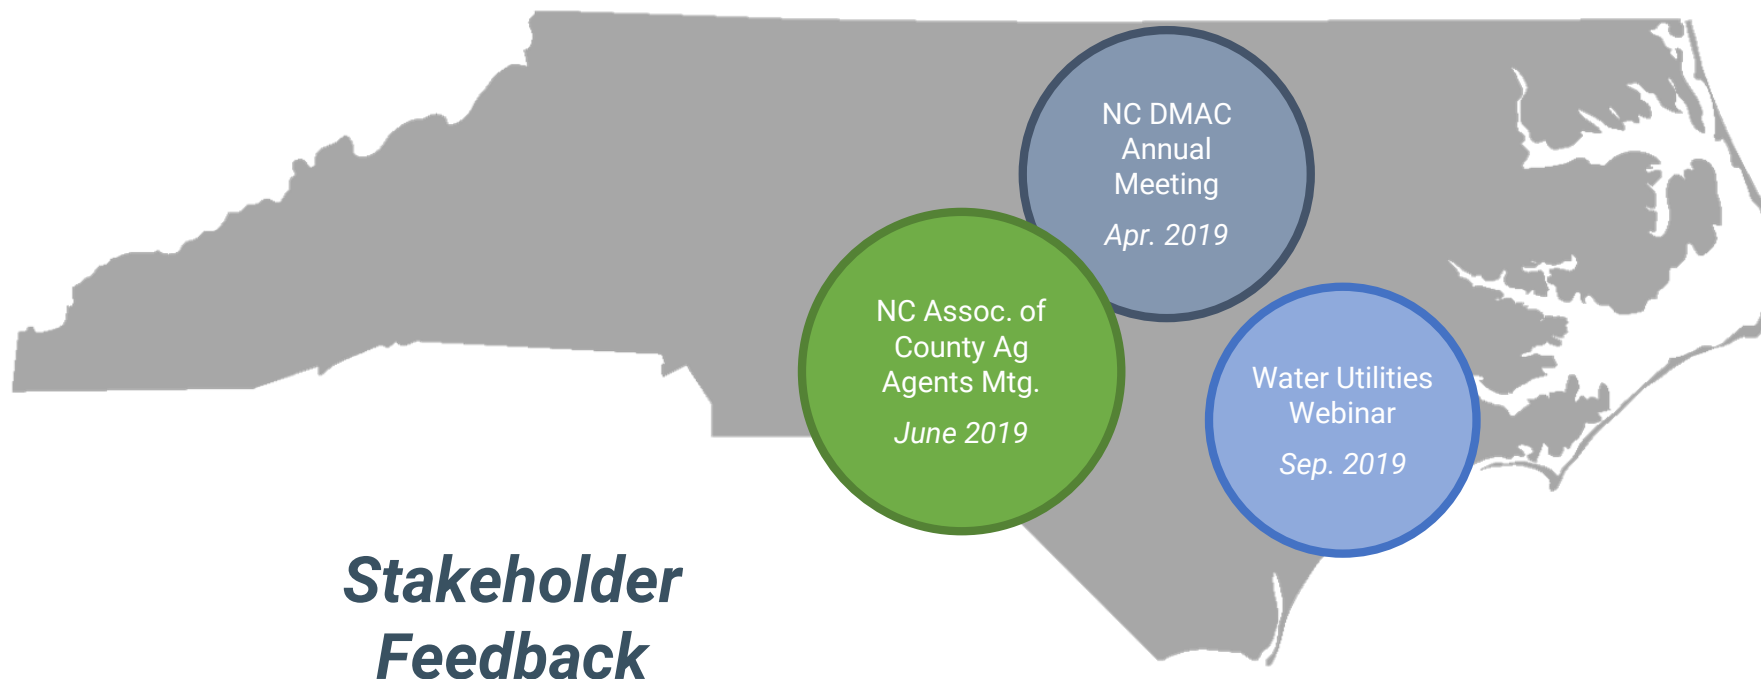 NC DMAC
Annual
Meeting
Apr. 2019
NC Assoc. of
County Ag
Agents Mtg.
June 2019
Water Utilities
Webinar
Sep. 2019
Stakeholder
Feedback